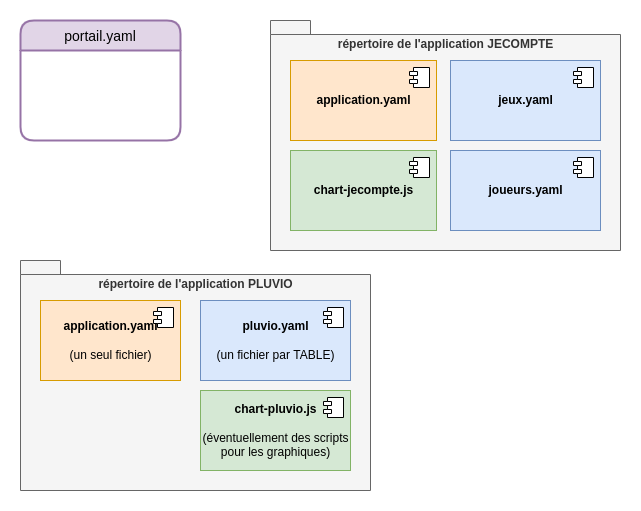 portail.yaml
répertoire de l'application JECOMPTE
application.yaml
jeux.yaml
chart-jecompte.js
joueurs.yaml
répertoire de l'application PLUVIO
application.yaml
(un seul fichier)
pluvio.yaml
(un fichier par TABLE)
chart-pluvio.js
(éventuellement des scripts
pour les graphiques)